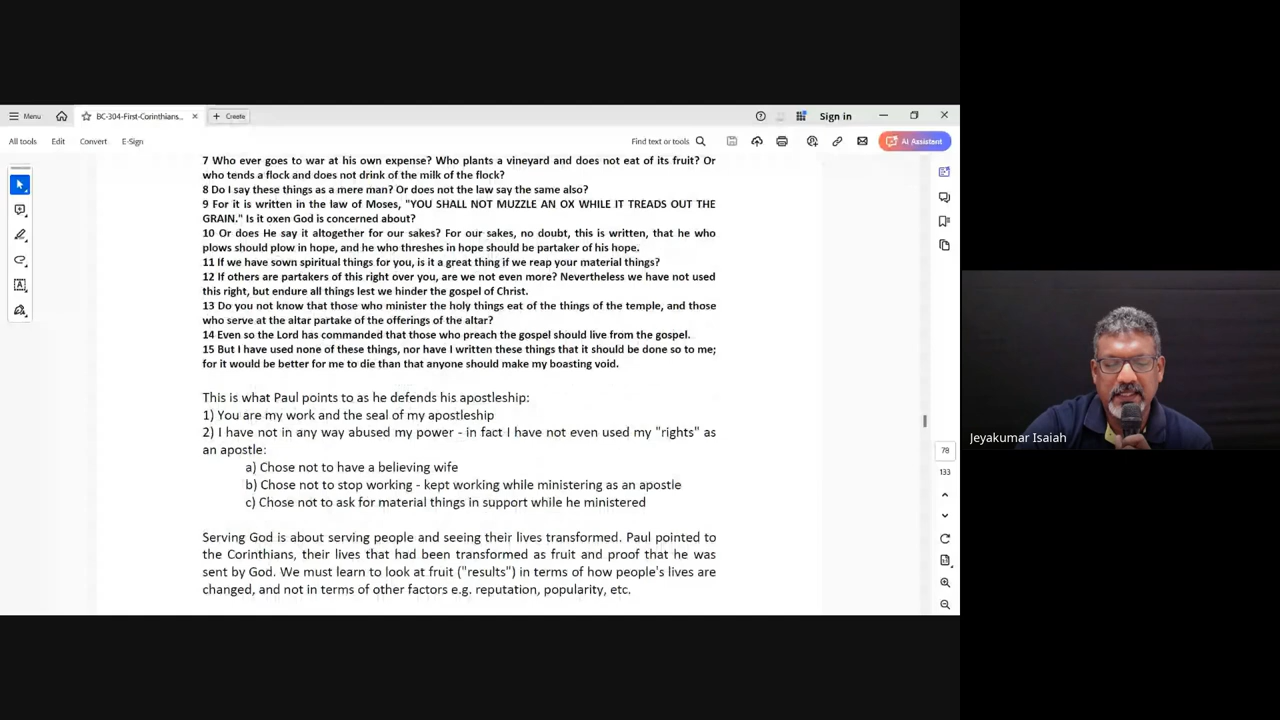 Menu
BC-304-First-Corinthians...
Create
Sign in
All tools
Edit
Convert
E-Sign
Find text or tools
AI Assistant
7 Who ever goes to war at his own expense? Who plants a vineyard and does not eat of its fruit? Or
who tends a flock and does not drink of the milk of the flock?
8 Do I say these things as a mere man? Or does not the law say the same also?
9 For it is written in the law of Moses, "YOU SHALL NOT MUZZLE AN OX WHILE IT TREADS OUT THE
GRAIN." Is it oxen God is concerned about?
10 Or does He say it altogether for our sakes? For our sakes, no doubt, this is written, that he who
plows should plow in hope, and he who threshes in hope should be partaker of his hope.
11 If we have sown spiritual things for you, is it a great thing if we reap your material things?
12 If others are partakers of this right over you, are we not even more? Nevertheless we have not used
this right, but endure all things lest we hinder the gospel of Christ.
13 Do you not know that those who minister the holy things eat of the things of the temple, and those
who serve at the altar partake of the offerings of the altar?
14 Even so the Lord has commanded that those who preach the gospel should live from the gospel.
15 But I have used none of these things, nor have I written these things that it should be done so to me;
for it would be better for me to die than that anyone should make my boasting void.
This is what Paul points to as he defends his apostleship:
1) You are my work and the seal of my apostleship
2) I have not in any way abused my power - in fact I have not even used my "rights" as
an apostle:
a) Chose not to have a believing wife
b) Chose not to stop working - kept working while ministering as an apostle
c) Chose not to ask for material things in support while he ministered
Serving God is about serving people and seeing their lives transformed. Paul pointed to
the Corinthians, their lives that had been transformed as fruit and proof that he was
sent by God. We must learn to look at fruit ("results") in terms of how people's lives are
changed, and not in terms of other factors e.g. reputation, popularity, etc.
78
133
Jeyakumar Isaiah